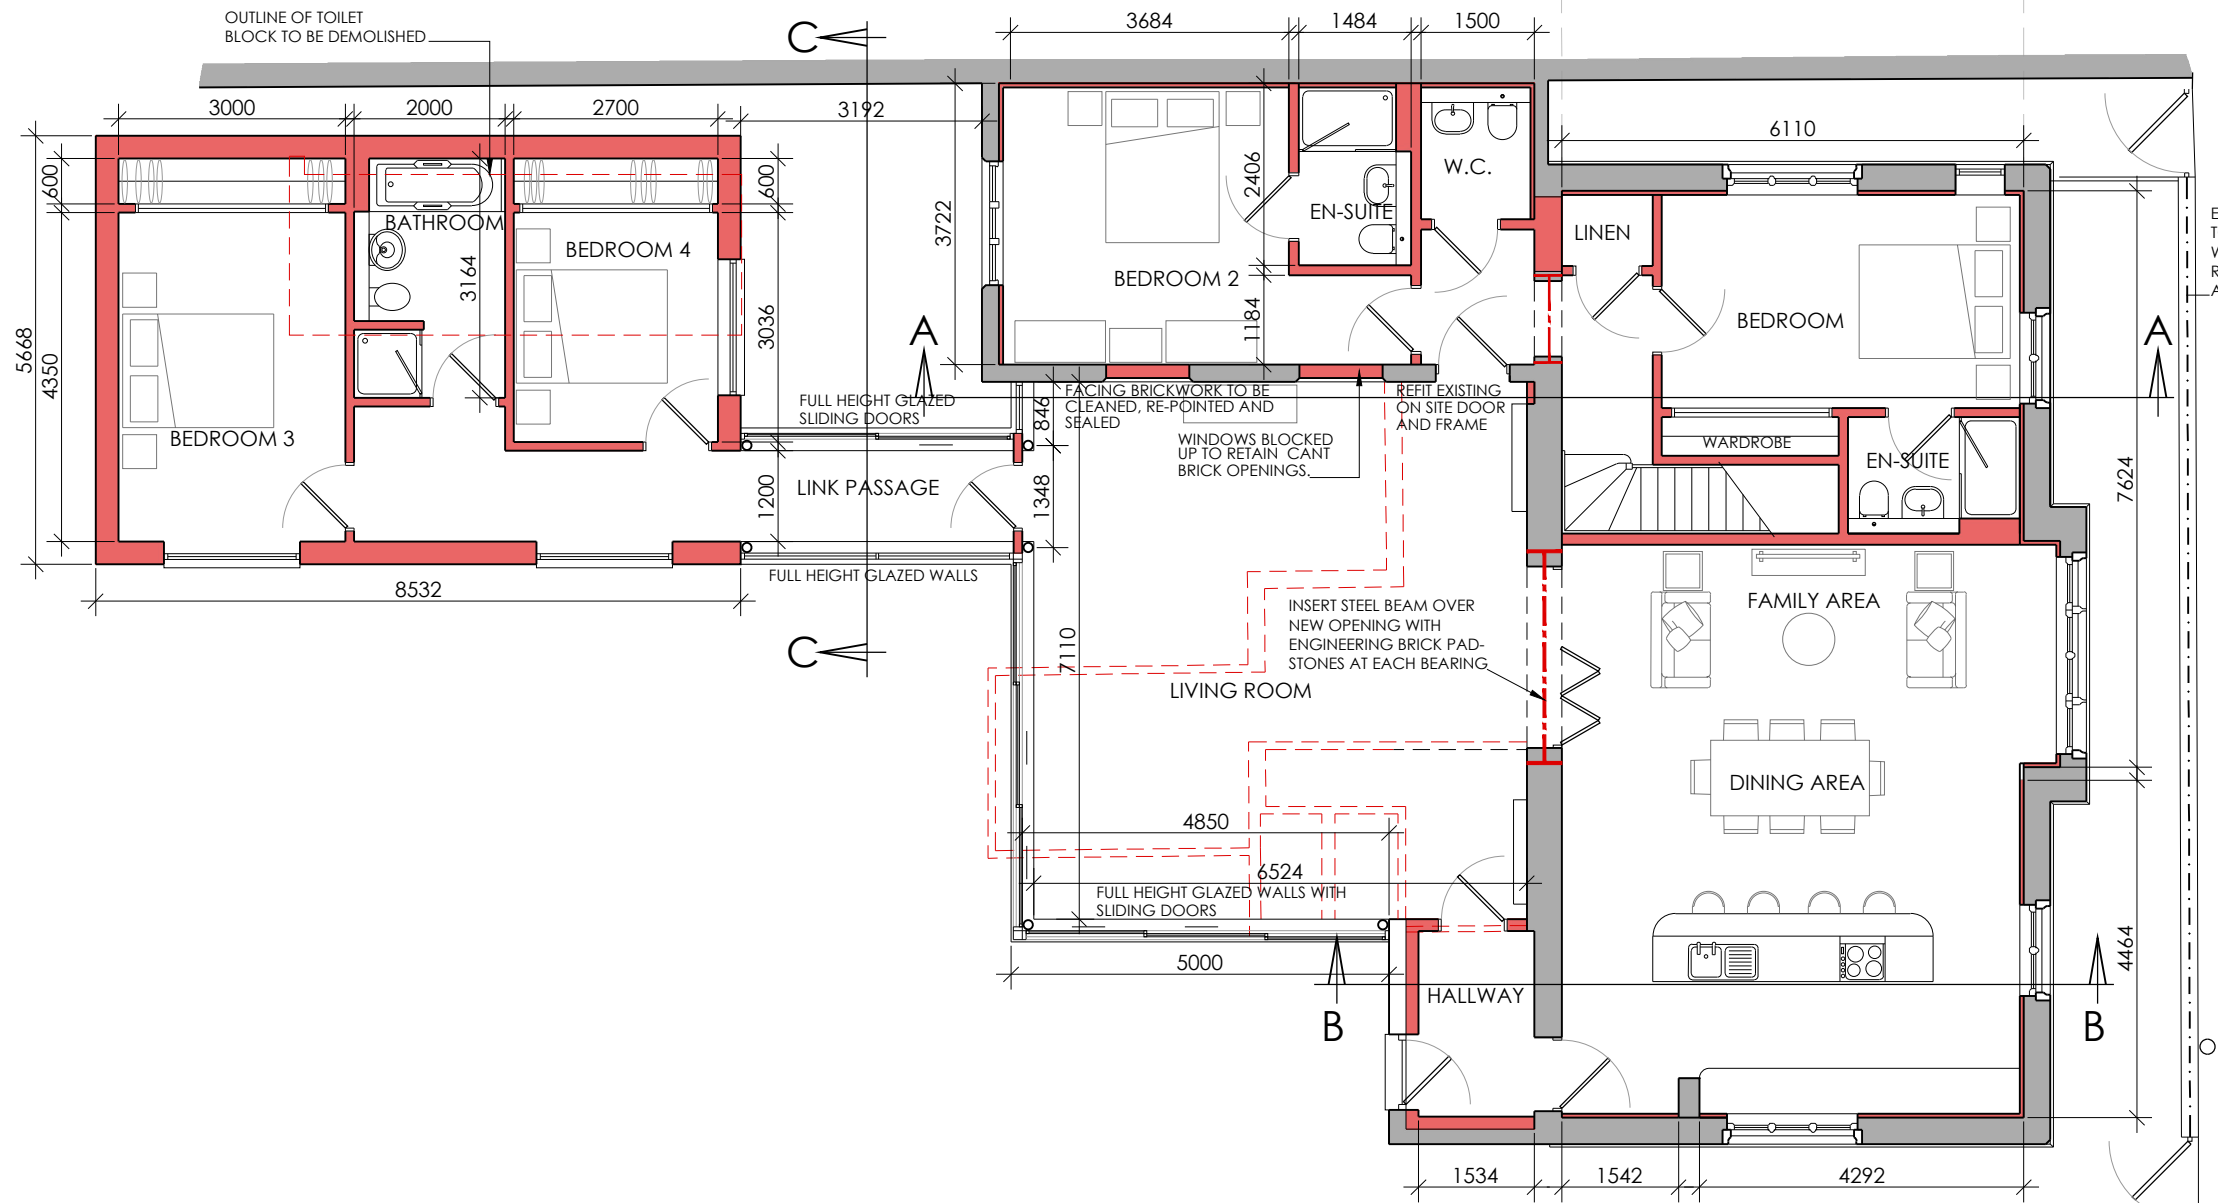 OUTLINE OF TOILET
BLOCK TO BE DEMOLISHED
C
3684
1484
1500
3000
2000
2700
3192
6110
600
600
BATHROOM
BEDROOM 4
3164
3036
5668
4350
BEDROOM 3
3722
2406
1184
BEDROOM 2
EN-SUITE
W.C.
LINEN
BEDROOM
A
A
FULL HEIGHT GLAZED
SLIDING DOORS
846
FACING BRICKWORK TO BE
CLEANED, RE-POINTED AND
SEALED
REFIT EXISTING
ON SITE DOOR
AND FRAME
WINDOWS BLOCKED
UP TO RETAIN CANT
BRICK OPENINGS.
WARDROBE
EN-SUITE
LINK PASSAGE
1200
1348
7624
FULL HEIGHT GLAZED WALLS
8532
C
7110
INSERT STEEL BEAM OVER
NEW OPENING WITH
ENGINEERING BRICK PAD-
STONES AT EACH BEARING
LIVING ROOM
FAMILY AREA
DINING AREA
4850
6524
FULL HEIGHT GLAZED WALLS WITH
SLIDING DOORS
5000
HALLWAY
B
B
4464
1534
1542
4292
E
T
W
R
A